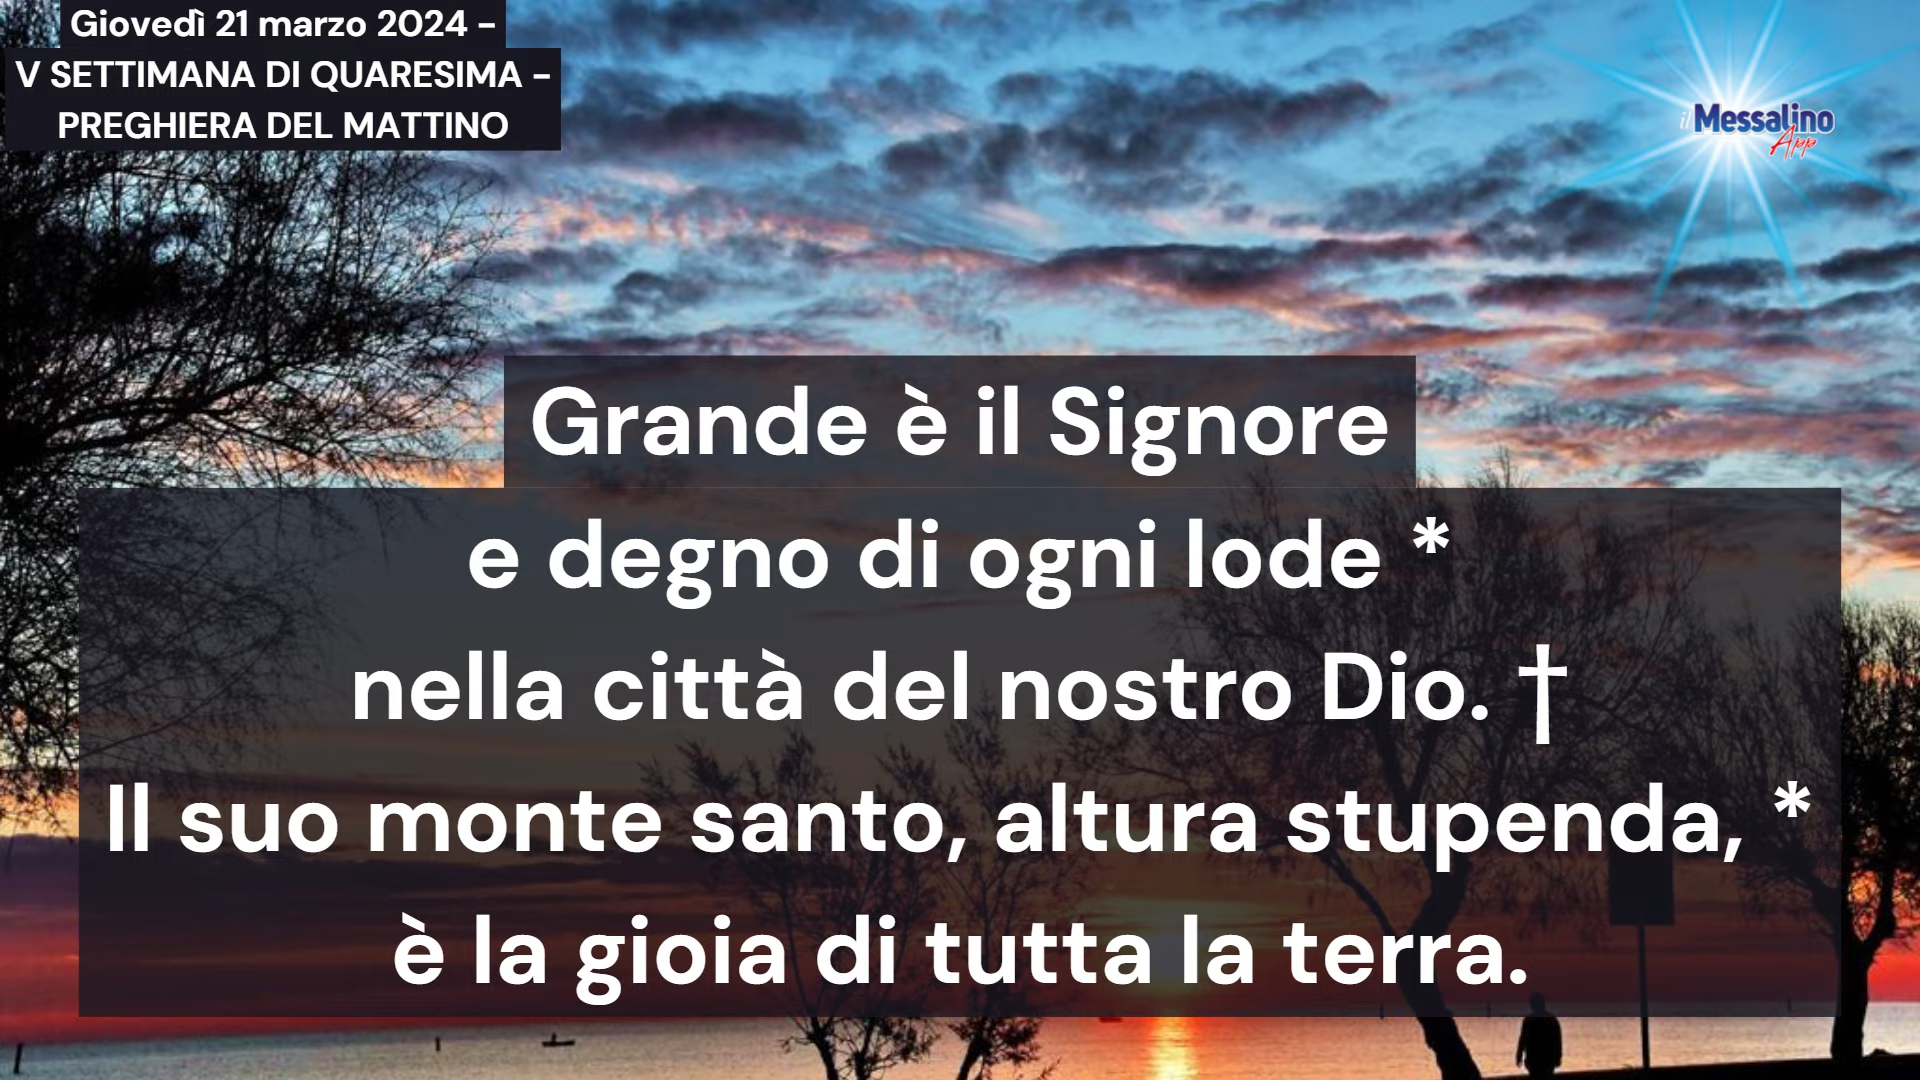 Giovedì 21 marzo 2024 -
V SETTIMANA DI QUARESIMA -
PREGHIERA DEL MATTINO
il Messalino
App
Grande è il Signore
e degno di ogni lode *
nella città del nostro Dio. †
Il suo monte santo, altura stupenda, *
è la gioia di tutta la terra.